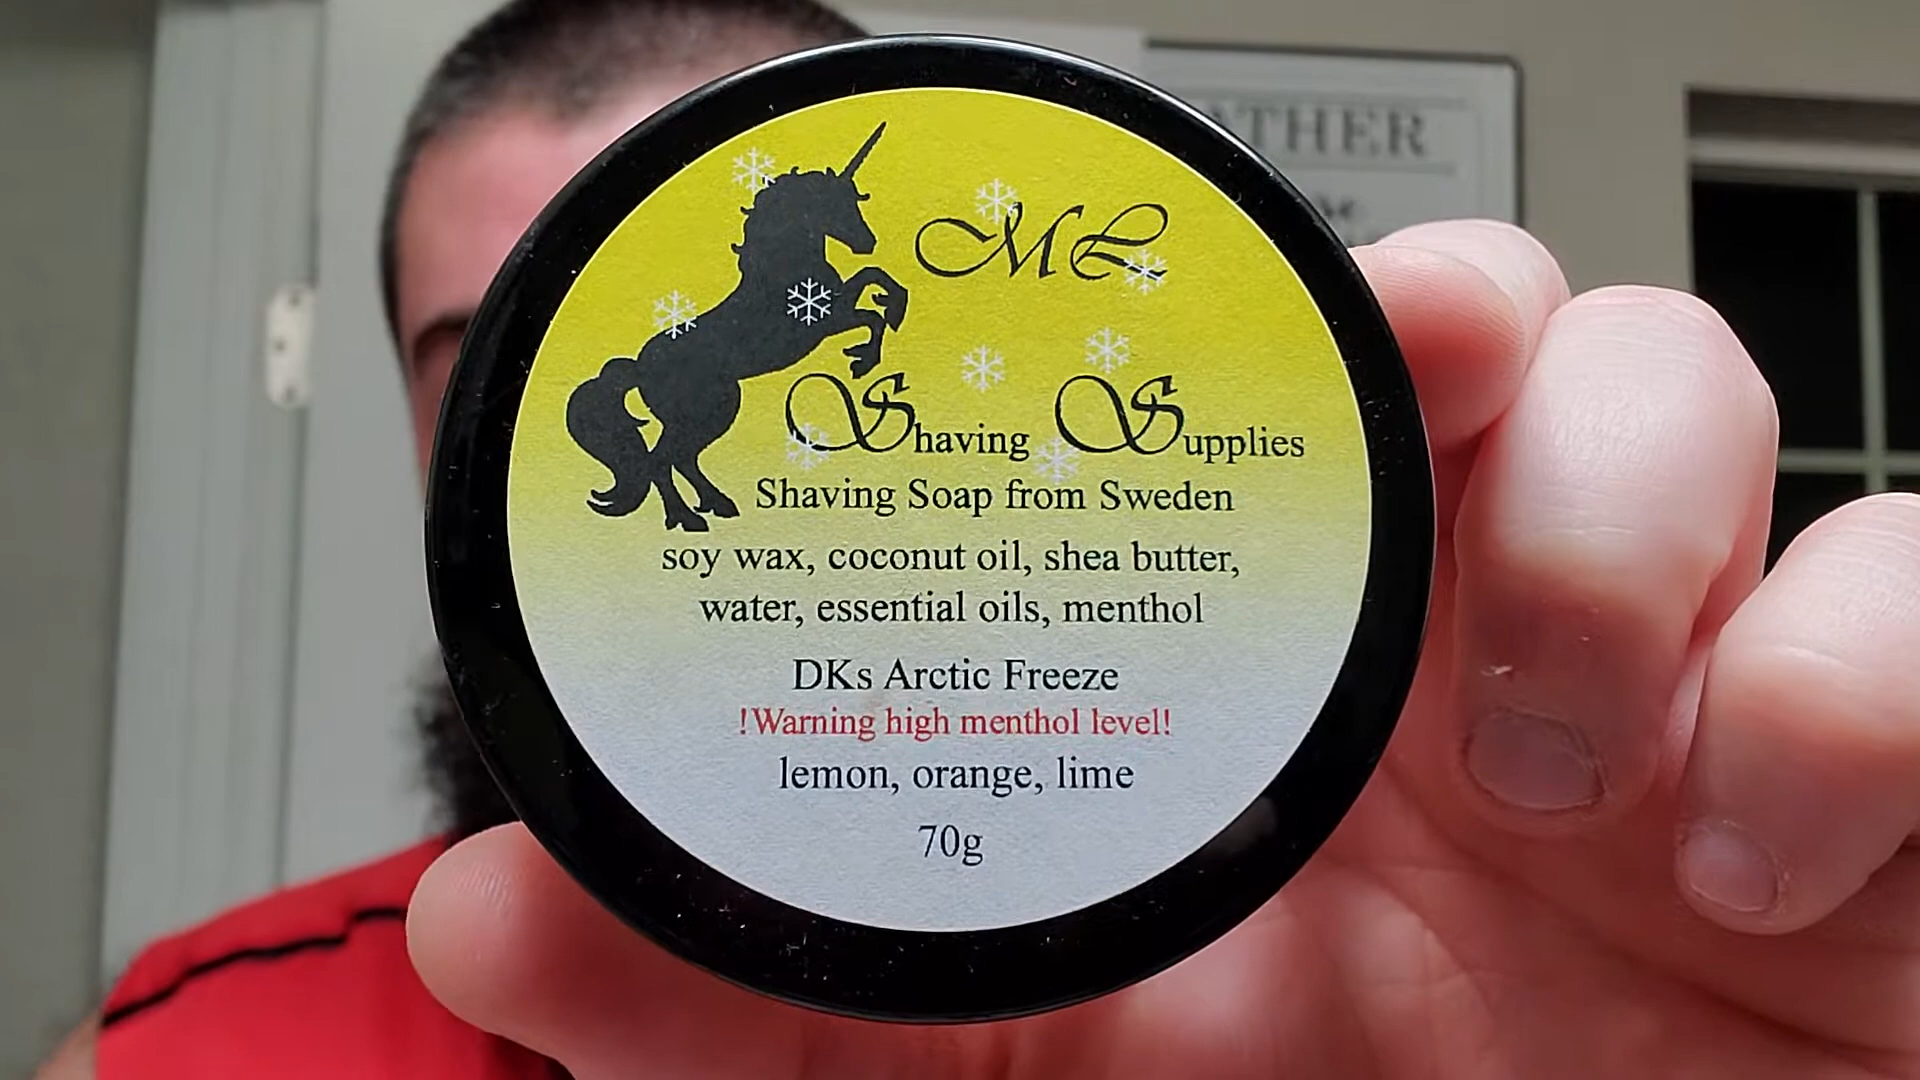 ML
Shaving Supplies
Shaving Soap from Sweden
soy wax, coconut oil, shea butter,
water, essential oils, menthol
DKs Arctic Freeze
!Warning high menthol level!
lemon, orange, lime
70g